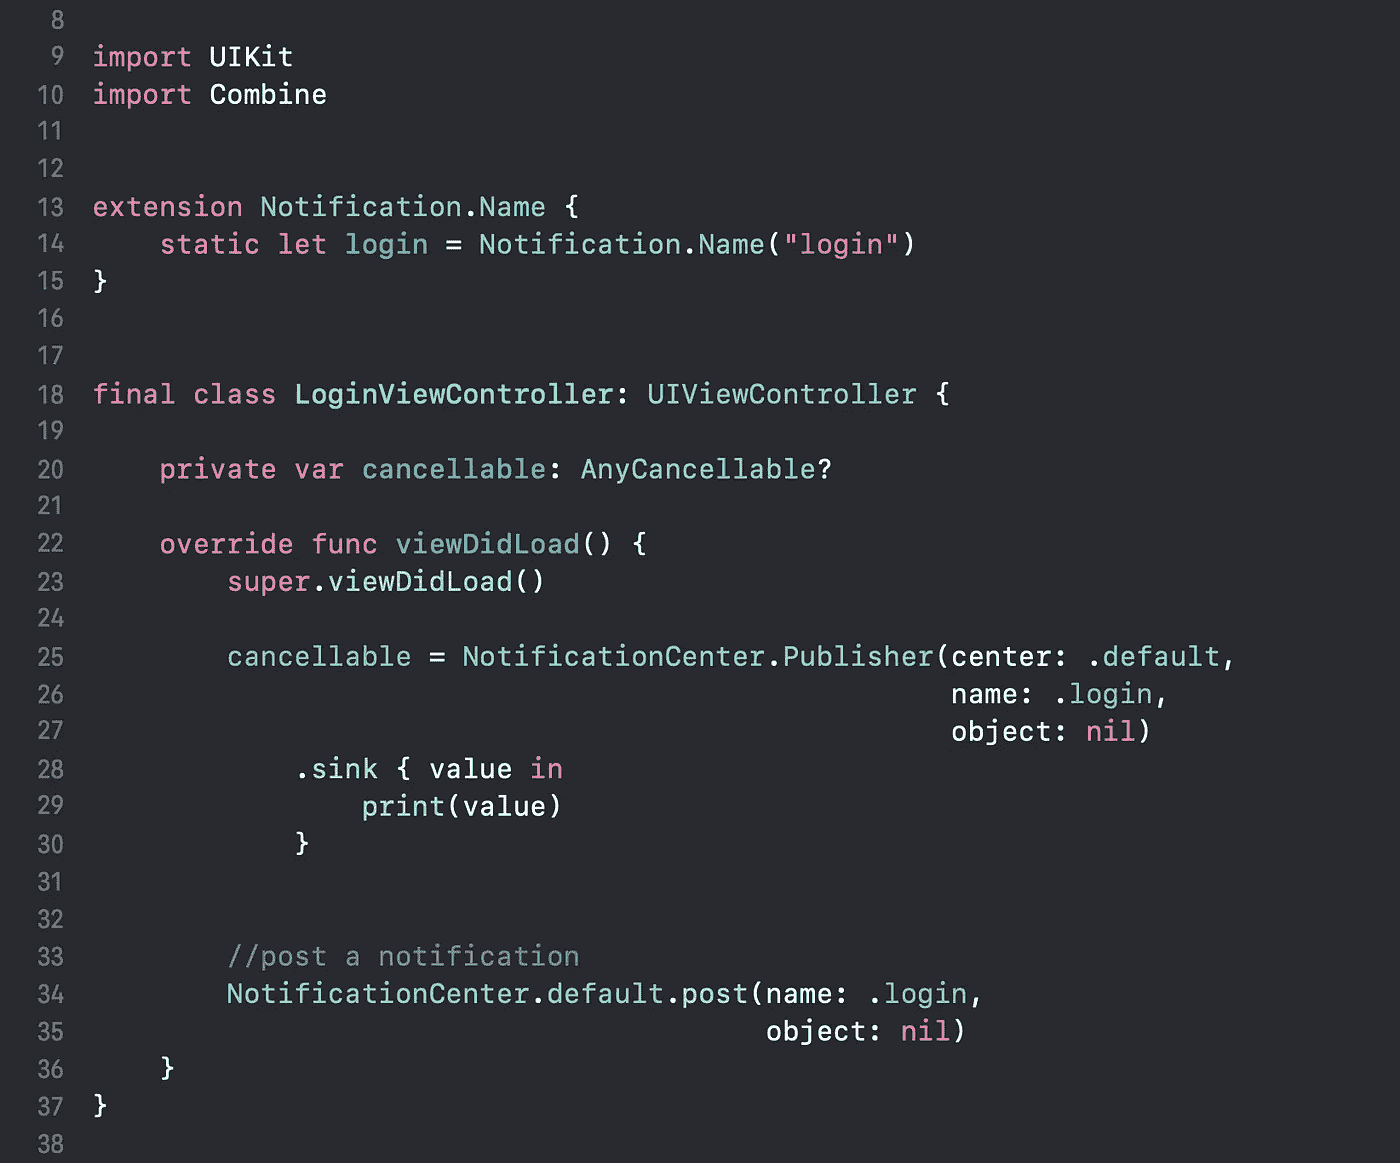 8
9 import UIKit
10 import Combine
11
12
13 extension Notification.Name {
14     static let login = Notification.Name("login")
15 }
16
17
18 final class LoginViewController: UIViewController {
19
20     private var cancellable: AnyCancellable?
21
22     override func viewDidLoad() {
23         super.viewDidLoad()
24
25         cancellable = NotificationCenter.Publisher(center: .default,
26                                                    name: .login,
27                                                    object: nil)
28             .sink { value in
29                 print(value)
30             }
31
32
33         //post a notification
34         NotificationCenter.default.post(name: .login,
35                                         object: nil)
36     }
37 }
38